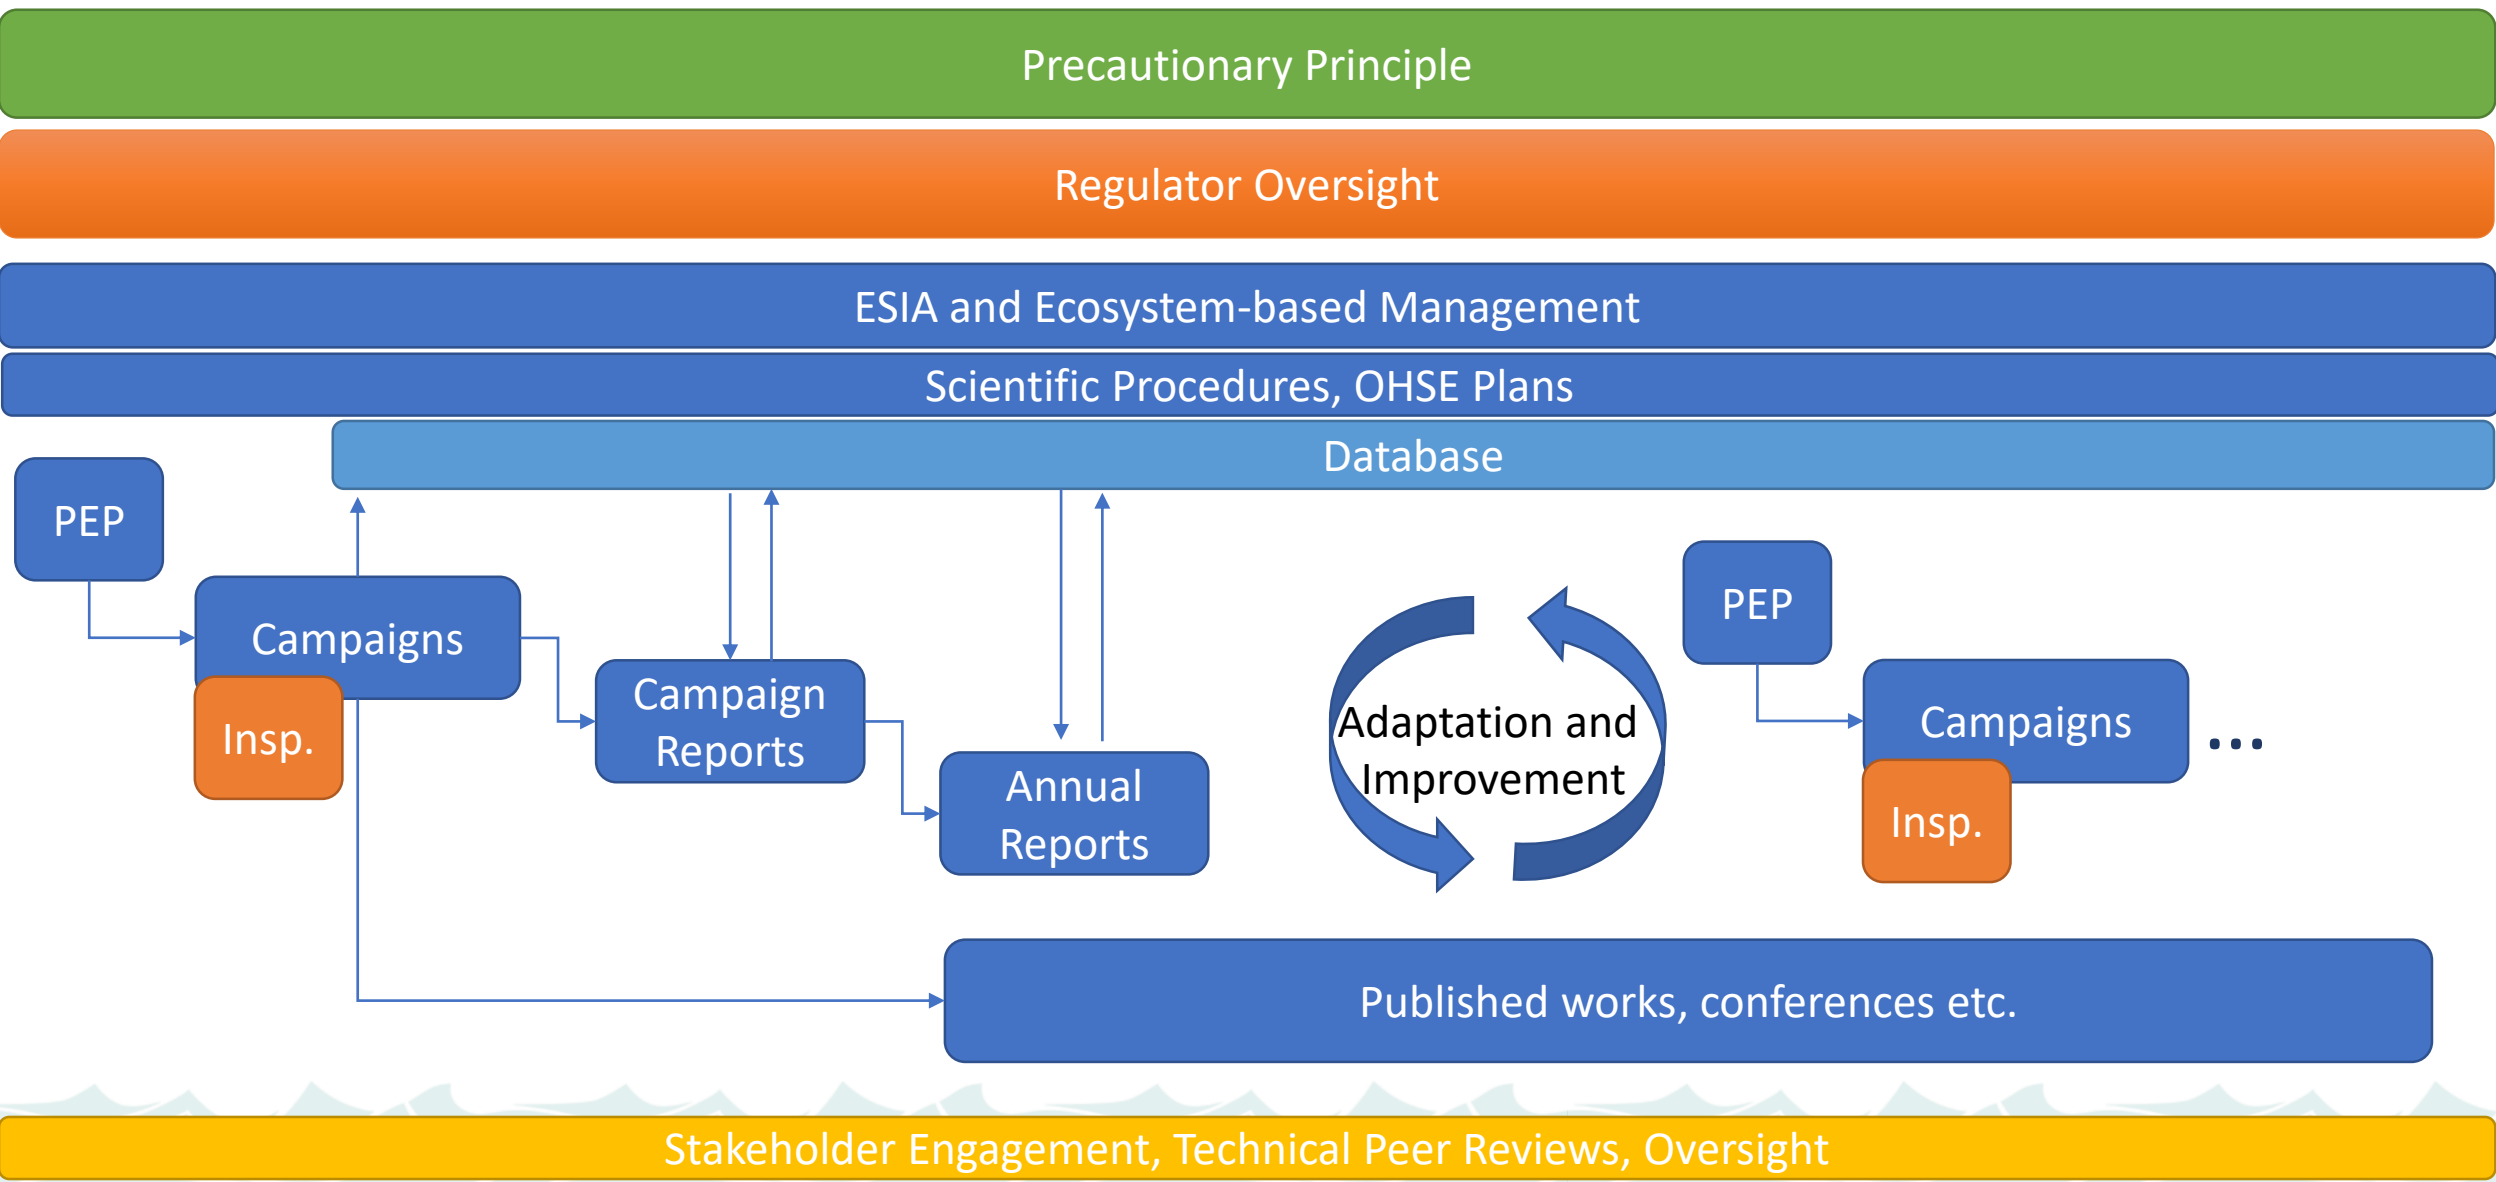 Precautionary Principle
Regulator Oversight
ESIA and Ecosystem-based Management
Scientific Procedures, OHSE Plans
Database
PEP
Campaigns
Insp.
Campaign
Reports
Annual
Reports
Adaptation and
Improvement
PEP
Campaigns
Insp.
...
Published works, conferences etc.
Stakeholder Engagement, Technical Peer Reviews, Oversight